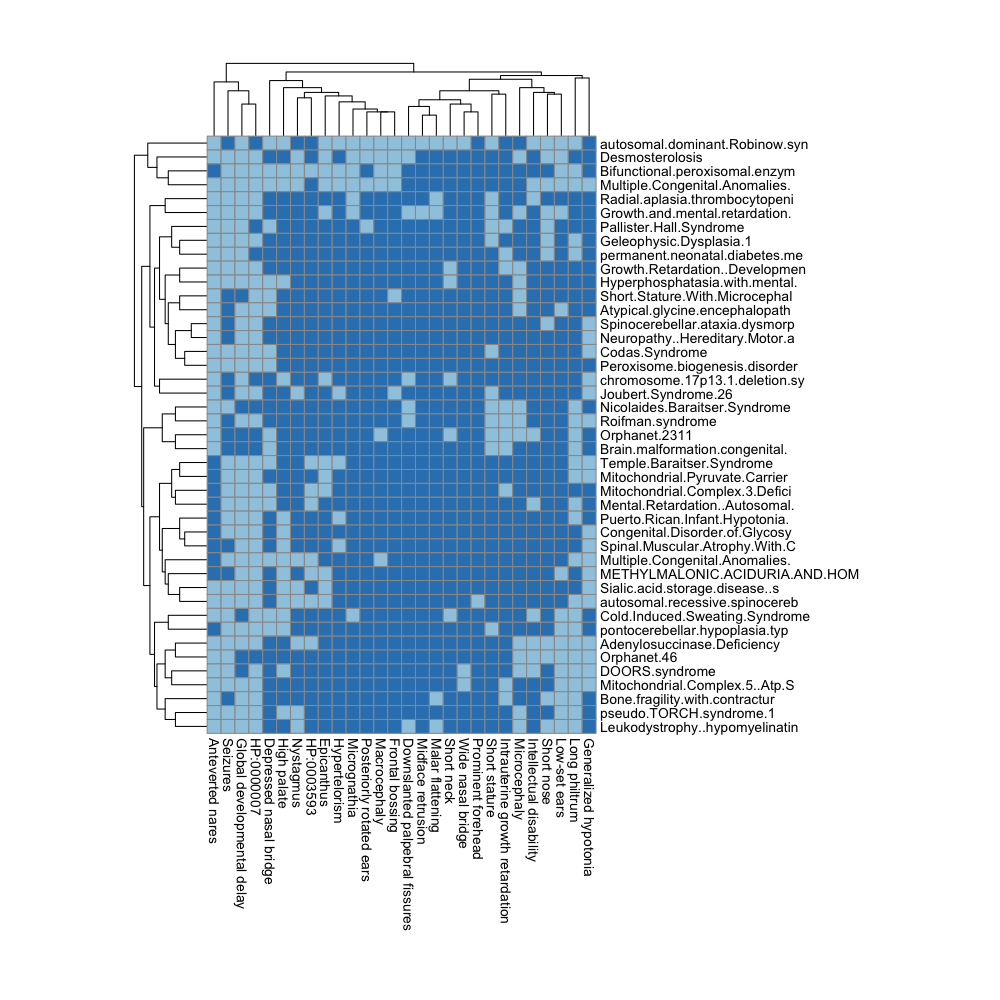 autosomal.dominant.Robinow.syn
Desmosterolosis
Bifunctional.peroxisomal.enzym
Multiple.Congenital.Anomalies.
Radial.aplasia.thrombocytopeni
Growth.and.mental.retardation.
Pallister.Hall.Syndrome
Geleophysic.Dysplasia.1
permanent.neonatal.diabetes.me
Growth.Retardation..Developmen
Hyperphosphatasia.with.mental.
Short.Stature.With.Microcephal
Atypical.glycine.encephalopath
Spinocerebellar.ataxia.dysmorp
Neuropathy..Hereditary.Motor.a
Codas.Syndrome
Peroxisome.biogenesis.disorder
chromosome.17p13.1.deletion.sy
Joubert.Syndrome.26
Nicolaides.Baraitser.Syndrome
Roifman.syndrome
Orphanet.2311
Brain.malformation.congenital.
Temple.Baraitser.Syndrome
Mitochondrial.Pyruvate.Carrier
Mitochondrial.Complex.3.Defici
Mental.Retardation..Autosomal.
Puerto.Rican.Infant.Hypotonia.
Congenital.Disorder.of.Glycosy
Spinal.Muscular.Atrophy.With.C
Multiple.Congenital.Anomalies.
METHYLMALONIC.ACIDURIA.AND.HOM
Sialic.acid.storage.disease..s
autosomal.recessive.spinocereb
Cold.Induced.Sweating.Syndrome
pontocerebellar.hypoplasia.typ
Adenylosuccinase.Deficiency
Orphanet.46
DOORS.syndrome
Mitochondrial.Complex.5..Atp.S
Bone.fragility.with.contractur
pseudo.TORCH.syndrome.1
Leukodystrophy..hypomyelinatin
Anteverted nares
Seizures
Global developmental delay
HP:0000007
Depressed nasal bridge
High palate
Nystagmus
HP:0003593
Epicanthus
Hypertelorism
Micrognathia
Posteriorly rotated ears
Macrocephaly
Frontal bossing
Downslanted palpebral fissures
Midface retrusion
Malar flattening
Short neck
Wide nasal bridge
Prominent forehead
Short stature
Intrauterine growth retardation
Microcephaly
Intellectual disability
Short nose
Low-set ears
Long philtrum
Generalized hypotonia